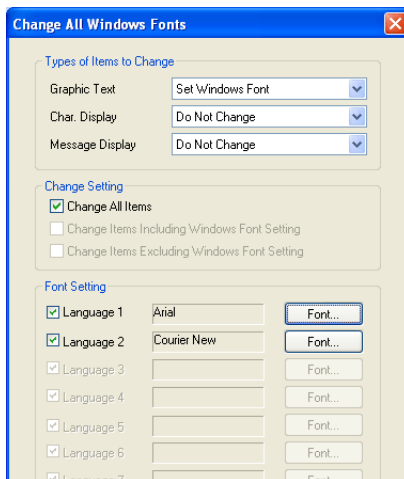 Change All Windows Fonts
Types of Items to Change
Graphic Text Set Windows Font
Char. Display Do Not Change
Message Display Do Not Change
Change Setting
Change All Items
Change Items Including Windows Font Setting
Change Items Excluding Windows Font Setting
Font Setting
Language 1 Arial Font...
Language 2 Courier New Font...
Language 3 Font...
Language 4 Font...
Language 5 Font...
Language 6 Font...
Language 7 Font...